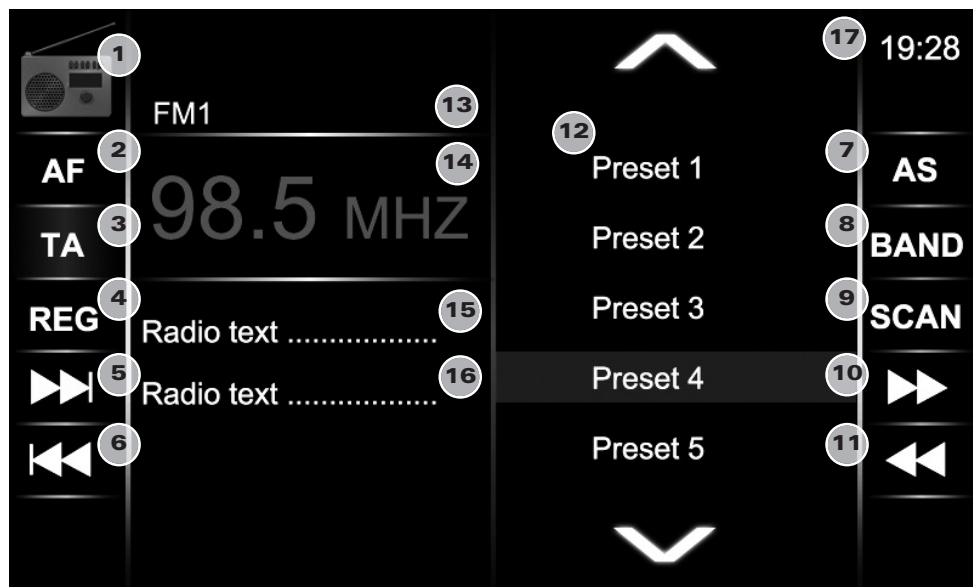 1
17
19:28
FM1
13
12
2
AF
14
98.5 MHZ
Preset 1
7
AS
3
TA
Preset 2
8
BAND
4
REG
15
Radio text ..................
Preset 3
9
SCAN
5
16
Radio text ..................
Preset 4
10
6
Preset 5
11